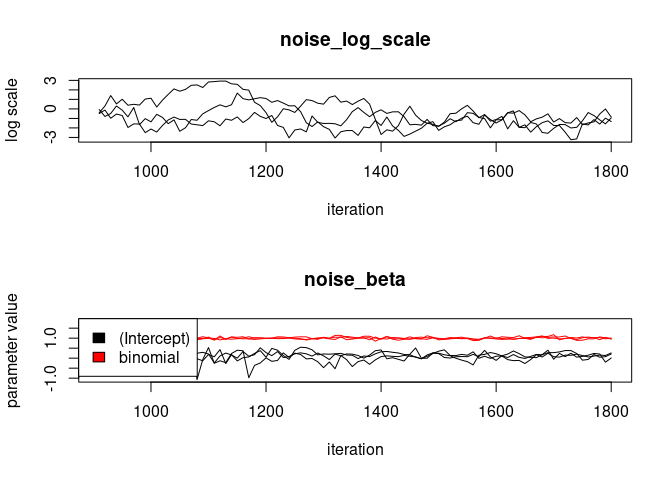 noise_log_scale
log scale
3
0
-3
1000 1200 1400 1600 1800
iteration
noise_beta
parameter value
1.0
-1.0
(Intercept)
binomial
1000 1200 1400 1600 1800
iteration